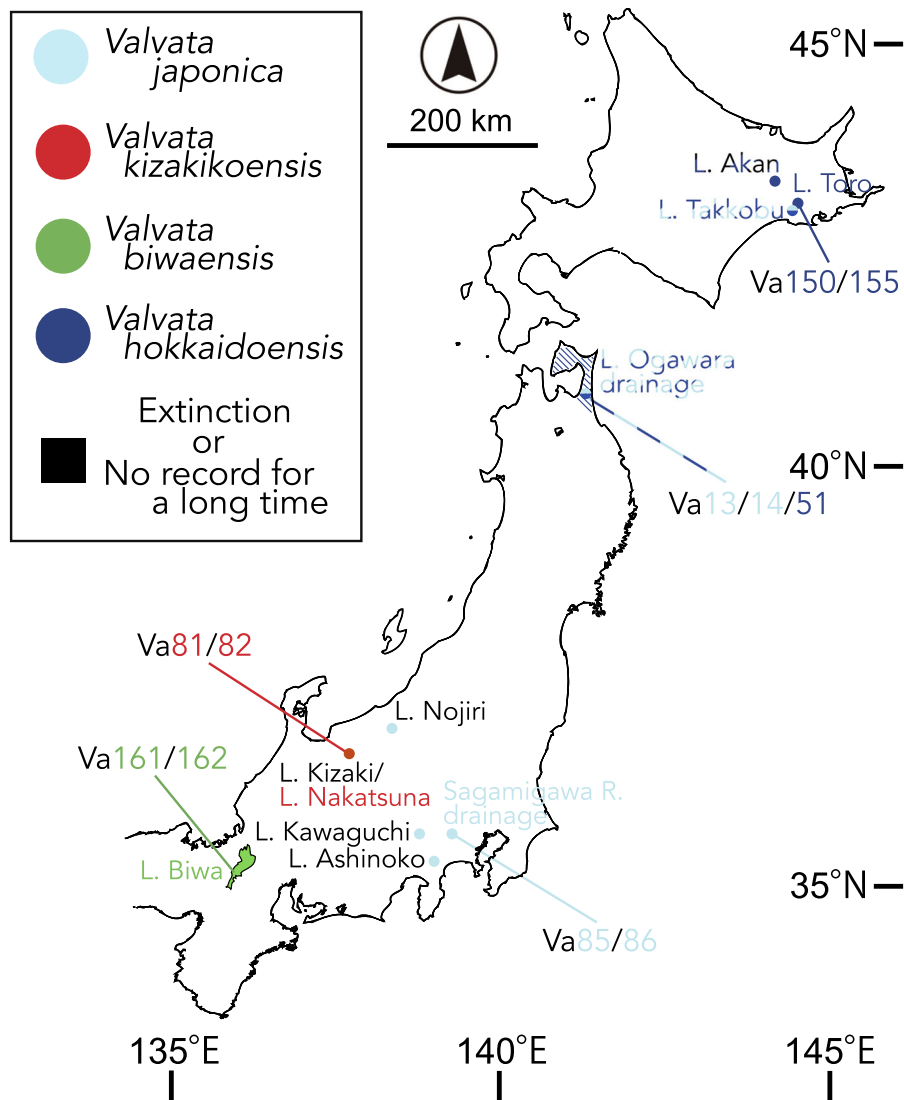 Valvata
japonica
Valvata
kizakikoensis
Valvata
biwaensis
Valvata
hokkaidoensis
Extinction
or
No record for
a long time
200 km
45°N
L. Akan
L. Toro
L. Takkobu
Va150/155
L. Ogawara
drainage
40°N
Va13/14/51
Va81/82
L. Nojiri
Va161/162
L. Kizaki/
L. Nakatsuna
Sagamigawa R.
drainage
L. Kawaguchi
L. Ashinoko
L. Biwa
35°N
Va85/86
135°E
140°E
145°E